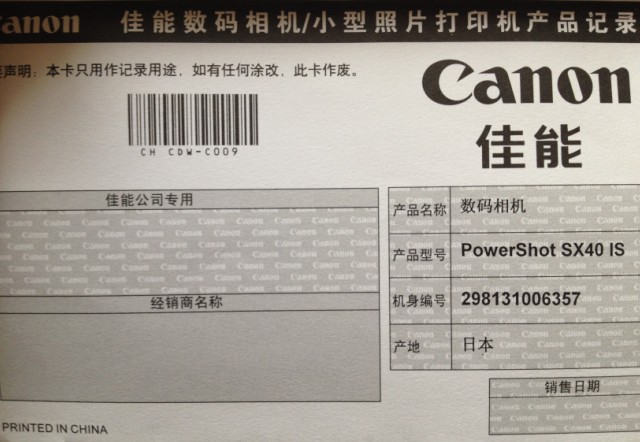 Canon 佳能数码相机/小型照片打印机产品记录
声明：本卡只用作记录用途，如有任何涂改，此卡作废。
Canon
佳能
CH CDW-C009
佳能公司专用
经销商名称
产品名称 数码相机
产品型号 PowerShot SX40 IS
机身编号 298131006357
产地 日本
销售日期
PRINTED IN CHINA